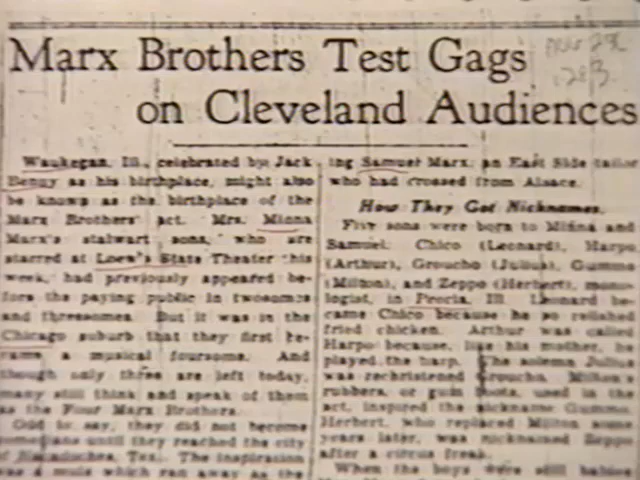 Marx Brothers Test Gags
on Cleveland Audiences
Waukegan, Ill., celebrated by Jack
Benny as his birthplace, might also
be known as the birthplace of the
Marx Brothers' act. Mrs. Minna
Marx's stalwart sons, who are
starred at Loew's State Theater this
week, had previously appeared be-
fore the paying public in twosomes
and threesomes. But it was in the
Chicago suburb that they first be-
came a musical foursome. And
though only three are left today,
many still think and speak of them
as the Four Marx Brothers.
Odd to say, they did not become
until they reached the city
of Nacogdoches, Tex. The inspiration
was a mule which ran away as the
ing Samuel Marx, an East Side tailor
who had crossed from Alsace.
How They Got Nicknames.
Five sons were born to Minna and
Samuel: Chico (Leonard), Harpo
(Arthur), Groucho (Julius), Gummo
(Milton), and Zeppo (Herbert), mono-
logist, in Peoria, Ill. Leonard be-
came Chico because he so relished
fried chicken. Arthur was called
Harpo because, like his mother, he
played the harp. The solemn Julius
was rechristened Groucho. Milton's
rubbers, or gum boots, used in the
act, inspired the nickname Gummo.
Herbert, who replaced Milton some
years later, was nicknamed Zeppo
after a circus freak.
When the boys were still babies